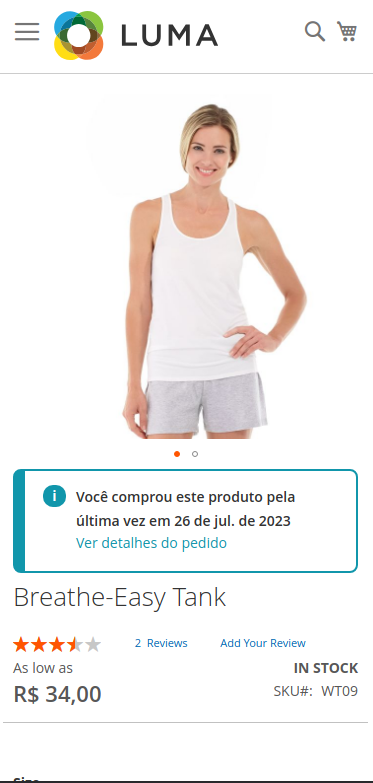 LUMA
Você comprou este produto pela
última vez em 26 de jul. de 2023
Ver detalhes do pedido
Breathe-Easy Tank
2 Reviews Add Your Review
As low as IN STOCK
R$ 34,00 SKU#: WT09
Size